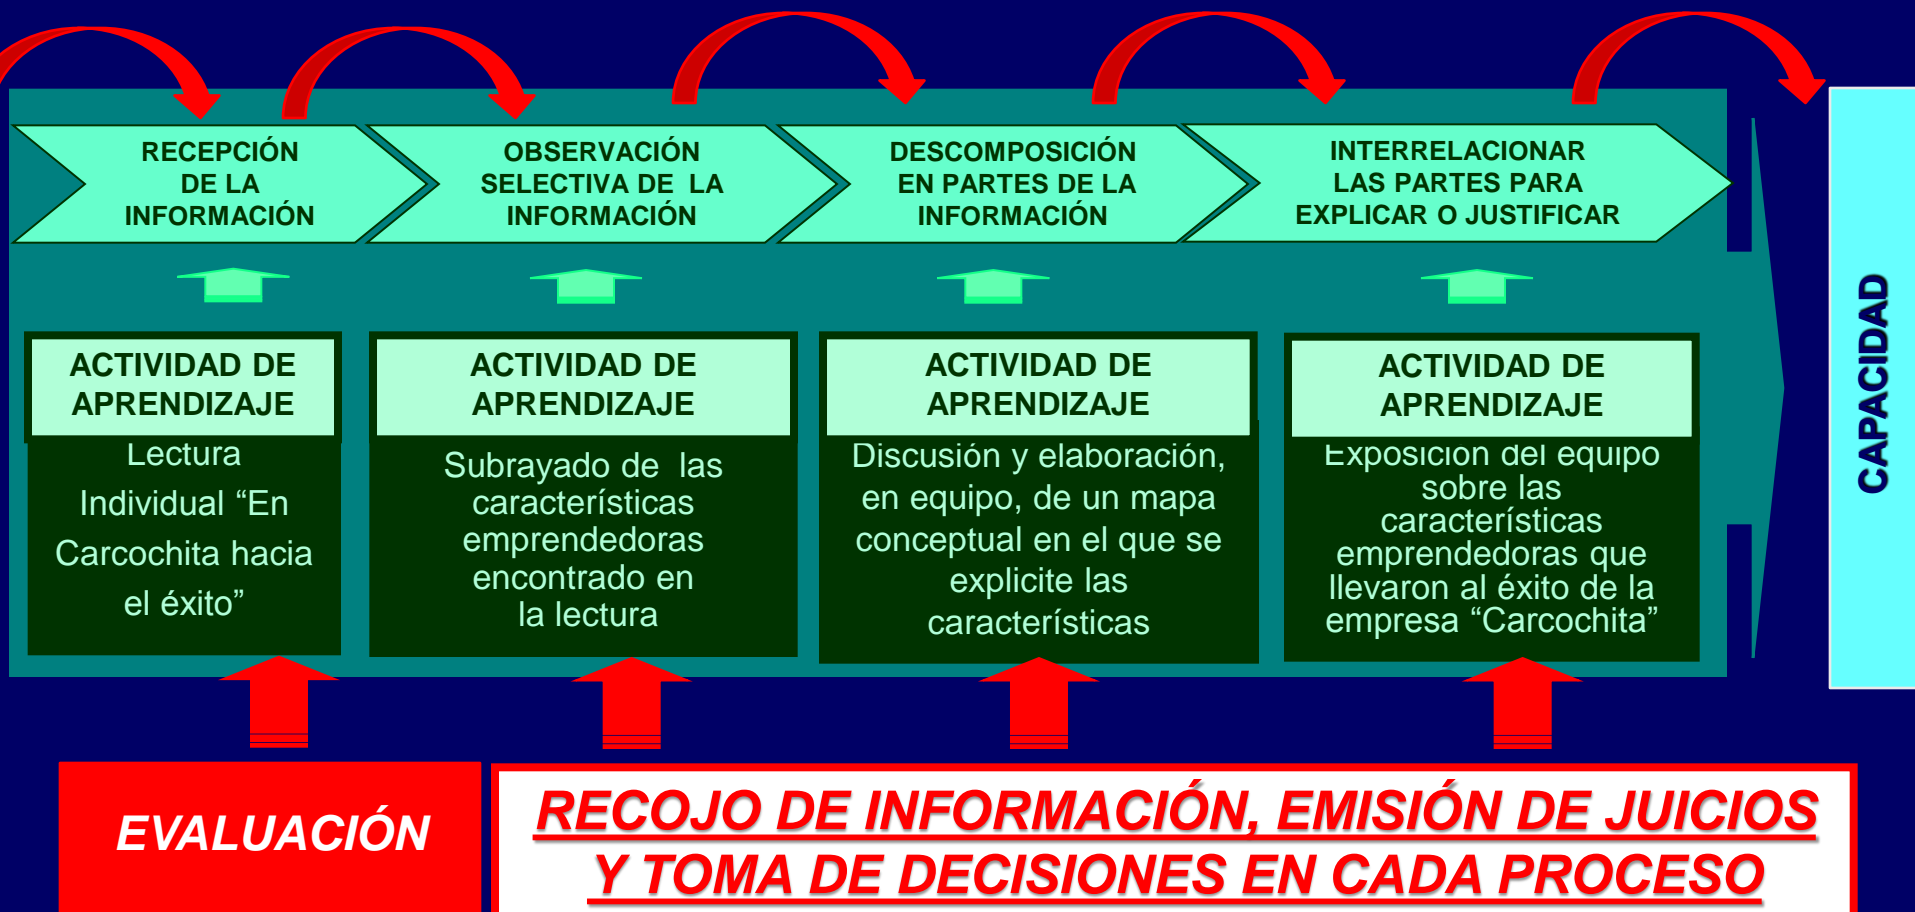 RECEPCIÓN
DE LA
INFORMACIÓN
OBSERVACIÓN
SELECTIVA DE LA
INFORMACIÓN
DESCOMPOSICIÓN
EN PARTES DE LA
INFORMACIÓN
INTERRELACIONAR
LAS PARTES PARA
EXPLICAR O JUSTIFICAR
CAPACIDAD
ACTIVIDAD DE
APRENDIZAJE
Lectura
Individual “En
Carcochita hacia
el éxito”
ACTIVIDAD DE
APRENDIZAJE
Subrayado de las
características
emprendedoras
encontrado en
la lectura
ACTIVIDAD DE
APRENDIZAJE
Discusión y elaboración,
en equipo, de un mapa
conceptual en el que se
explicite las
características
ACTIVIDAD DE
APRENDIZAJE
Exposición del equipo
sobre las
características
emprendedoras que
llevaron al éxito de la
empresa “Carcochita”
EVALUACIÓN
RECOJO DE INFORMACIÓN, EMISIÓN DE JUICIOS
Y TOMA DE DECISIONES EN CADA PROCESO